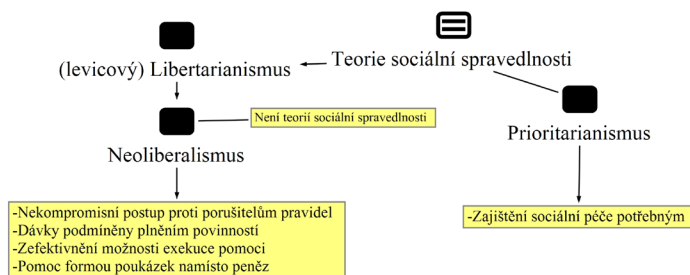 Teorie sociální spravedlnosti
(levicový) Libertarianismus
Není teorií sociální spravedlnosti
Prioritarianismus
Neoliberalismus
-Nekompromisní postup proti porušitelům pravidel
-Dávky podmíněny plněním povinností
-Zefektivnění možnosti exekuce pomoci
-Pomoc formou poukázek namísto peněz
-Zajištění sociální péče potřebným